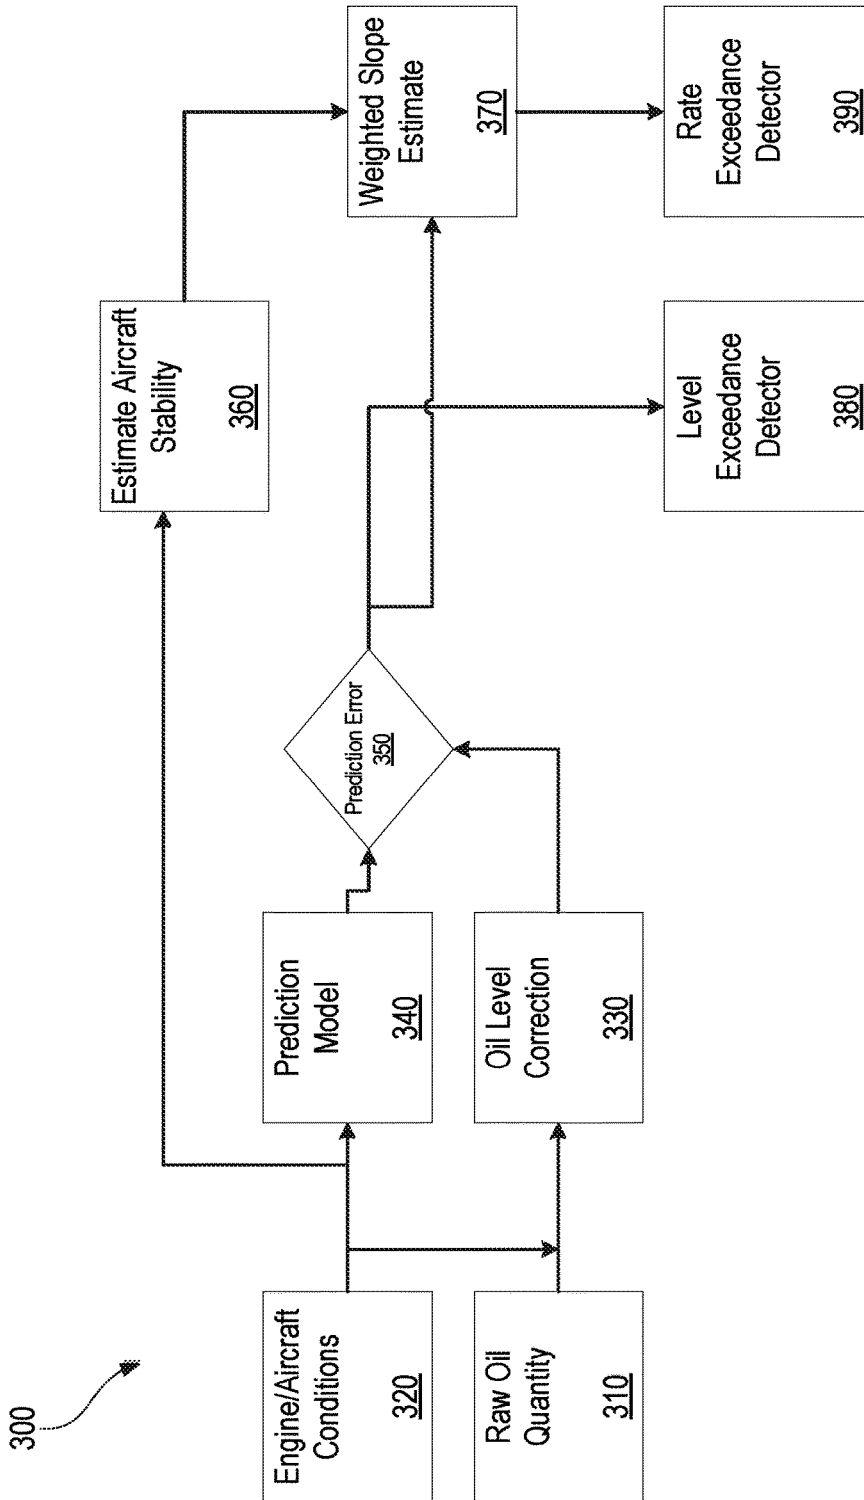 300
Estimate Aircraft
Stability
360
Engine/Aircraft
Conditions
320
Prediction
Model
340
Prediction Error
350
Weighted Slope
Estimate
370
Raw Oil
Quantity
310
Oil Level
Correction
330
Level
Exceedance
Detector
380
Rate
Exceedance
Detector
390